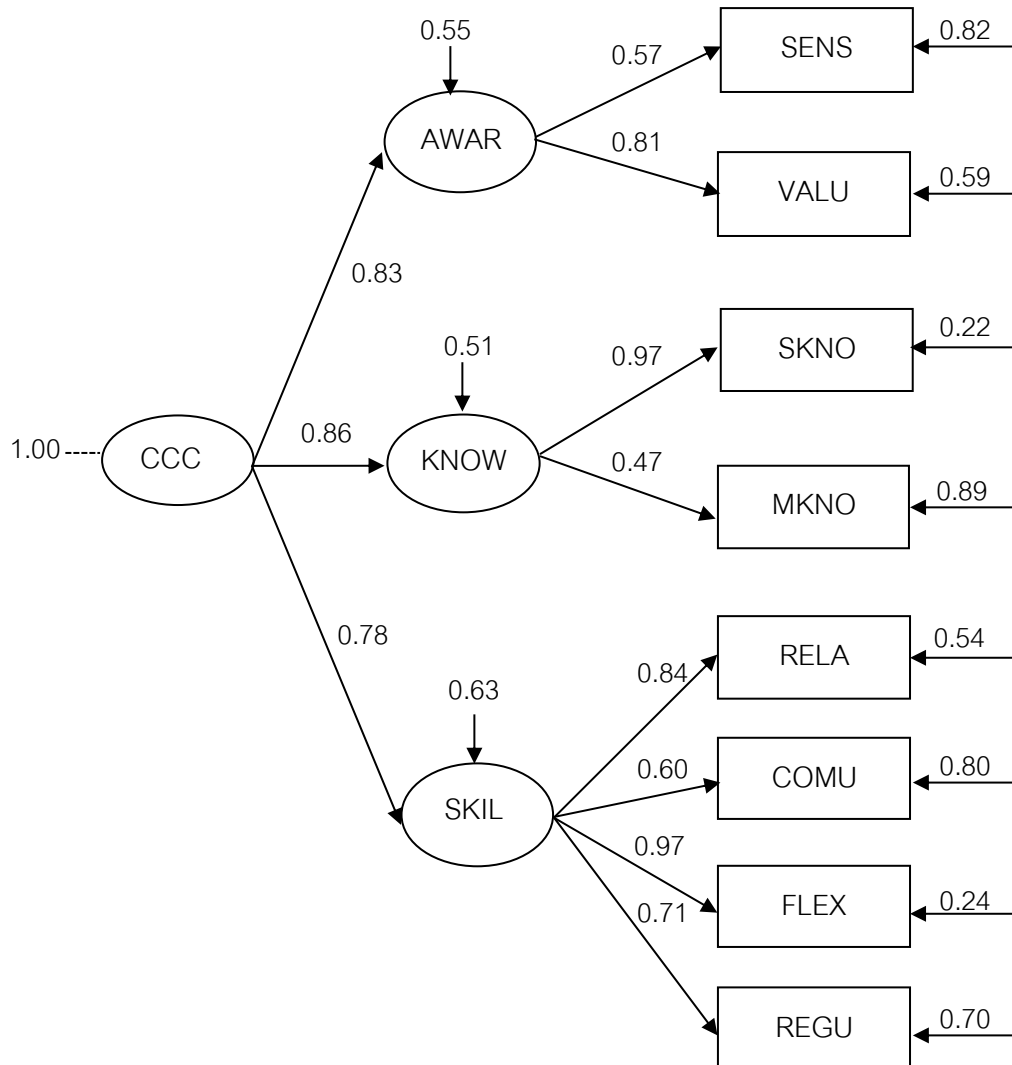 0.55
0.57
SENS
0.82
AWAR
0.81
VALU
0.59
0.83
0.51
0.97
SKNO
0.22
1.00
CCC
0.86
KNOW
0.47
MKNO
0.89
0.78
0.63
0.84
RELA
0.54
SKIL
0.60
COMU
0.80
0.97
FLEX
0.24
0.71
REGU
0.70